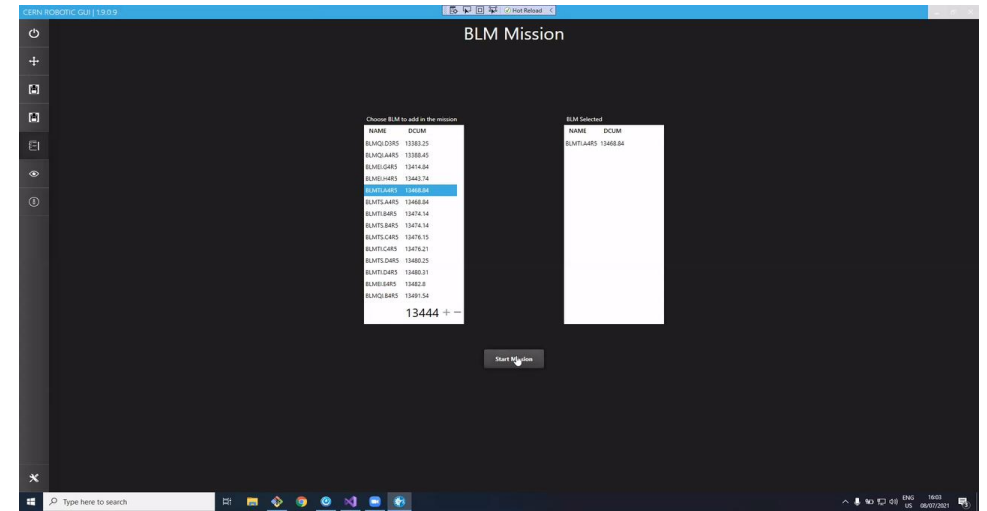 CERN ROBOTIC GUI | 1.9.0.9
Hot Reload
BLM Mission
Choose BLM to add in the mission
NAME DCUM
BLMQI.D3R5 13383.25
BLMQI.A4R5 13388.45
BLMEI.G4R5 13414.84
BLMEI.H4R5 13443.74
BLMTI.A4R5 13468.84
BLMTS.A4R5 13468.84
BLMTI.B4R5 13474.14
BLMTS.B4R5 13474.14
BLMTS.C4R5 13476.15
BLMTI.C4R5 13476.21
BLMTS.D4R5 13480.25
BLMTI.D4R5 13480.31
BLMEI.E4R5 13482.8
BLMQI.B4R5 13491.54
13444 + −
BLM Selected
NAME DCUM
BLMTI.A4R5 13468.84
Start Mission
Type here to search
ENG
US
16:03
08/07/2021